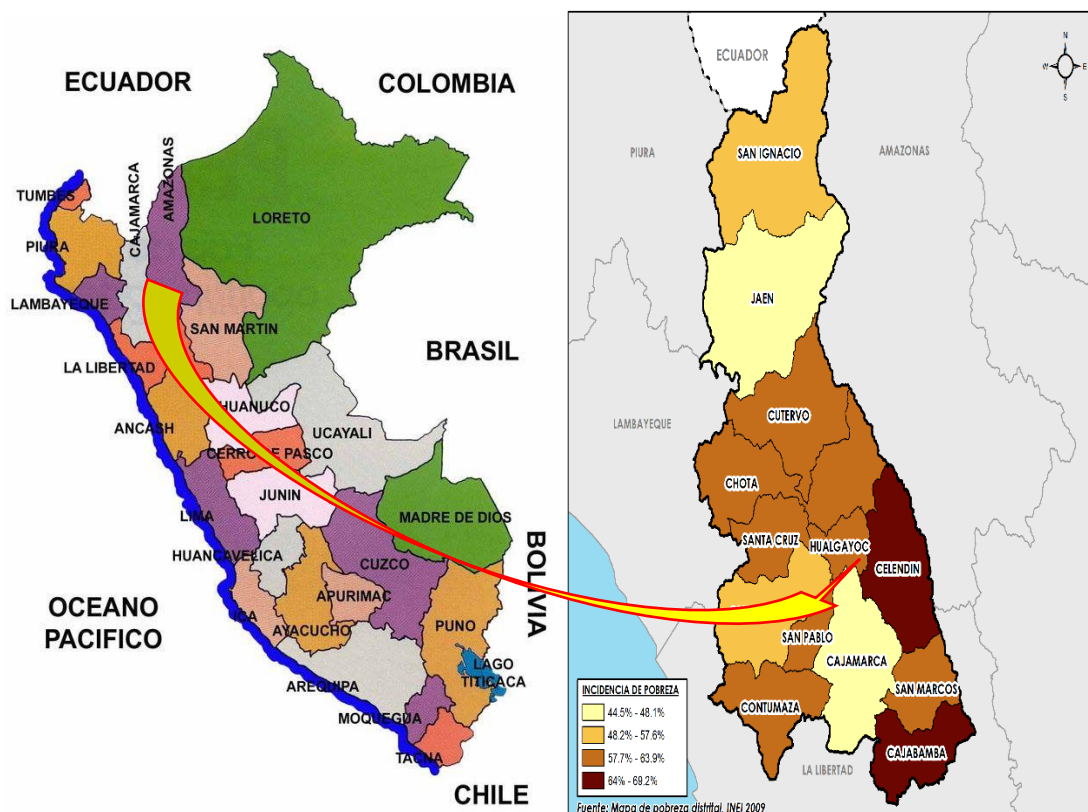 ECUADOR
COLOMBIA
TUMBES
PIURA
CAJAMARCA
AMAZONAS
LORETO
LAMBAYEQUE
SAN MARTIN
LA LIBERTAD
BRASIL
HUANUCO
ANCASH
UCAYALI
CERRO DE PASCO
JUNIN
LIMA
MADRE DE DIOS
HUANCAVELICA
CUZCO
BOLIVIA
OCEANO
PACIFICO
ICA
APURIMAC
AYACUCHO
PUNO
LAGO
TITICACA
AREQUIPA
MOQUEGUA
TACNA
CHILE
ECUADOR
N
W E
S
PIURA
SAN IGNACIO
AMAZONAS
JAEN
LAMBAYEQUE
CUTERVO
CHOTA
SANTA CRUZ
HUALGAYOC
CELENDIN
SAN PABLO
CAJAMARCA
SAN MARCOS
CONTUMAZA
CAJABAMBA
LA LIBERTAD
INCIDENCIA DE POBREZA
44.5% - 48.1%
48.2% - 57.6%
57.7% - 63.9%
64% - 69.2%
Fuente: Mapa de pobreza distrital, INEI 2009